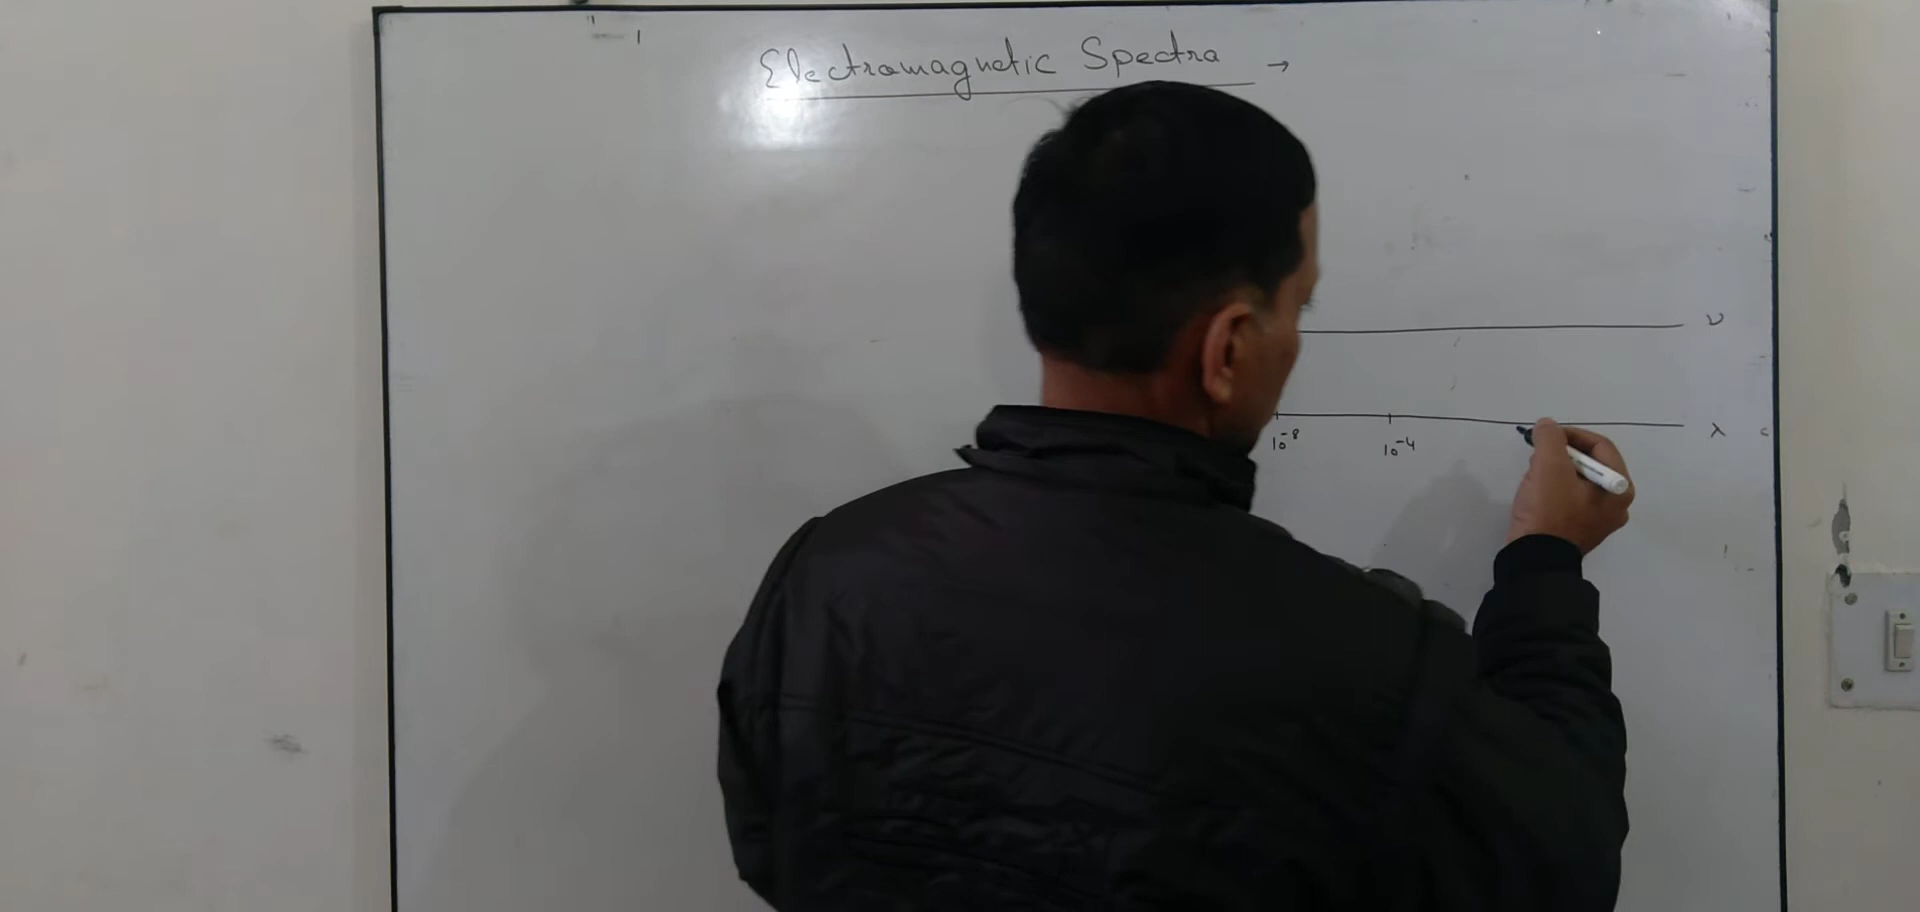 Electromagnetic Spectra →
ν
λ
10⁻⁸ 10⁻⁴